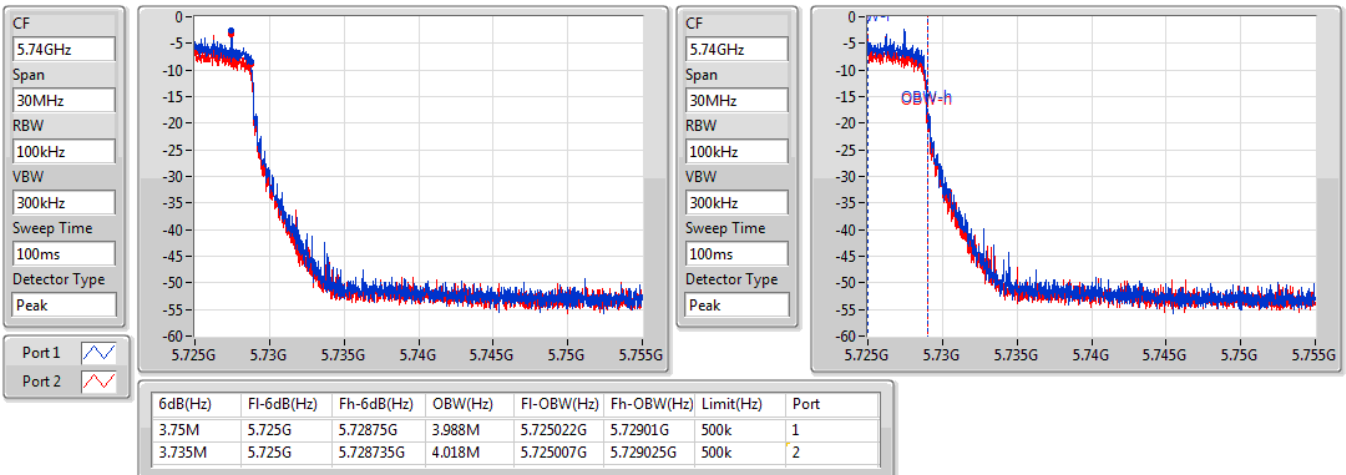 CF
5.74GHz
Span
30MHz
RBW
100kHz
VBW
300kHz
Sweep Time
100ms
Detector Type
Peak
Port 1
Port 2
0
-5
-10
-15
-20
-25
-30
-35
-40
-45
-50
-55
-60
5.725G 5.73G 5.735G 5.74G 5.745G 5.75G 5.755G
CF
5.74GHz
Span
30MHz
RBW
100kHz
VBW
300kHz
Sweep Time
100ms
Detector Type
Peak
0
-5
-10
-15
-20
-25
-30
-35
-40
-45
-50
-55
-60
OBW-h
5.725G 5.73G 5.735G 5.74G 5.745G 5.75G 5.755G
6dB(Hz) Fl-6dB(Hz) Fh-6dB(Hz) OBW(Hz) Fl-OBW(Hz) Fh-OBW(Hz) Limit(Hz) Port
3.75M 5.725G 5.72875G 3.988M 5.725022G 5.72901G 500k 1
3.735M 5.725G 5.728735G 4.018M 5.725007G 5.729025G 500k 2